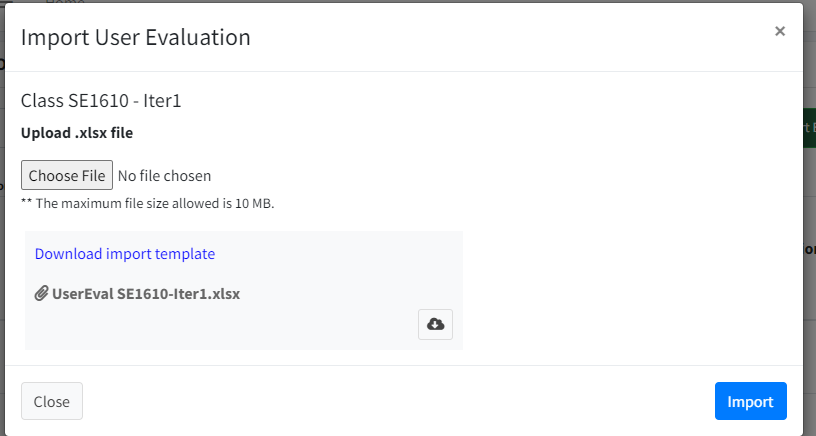 Home
Import User Evaluation
×
Class SE1610 - Iter1
Upload .xlsx file
Choose File No file chosen
** The maximum file size allowed is 10 MB.
Download import template
UserEval SE1610-Iter1.xlsx
Close
Import